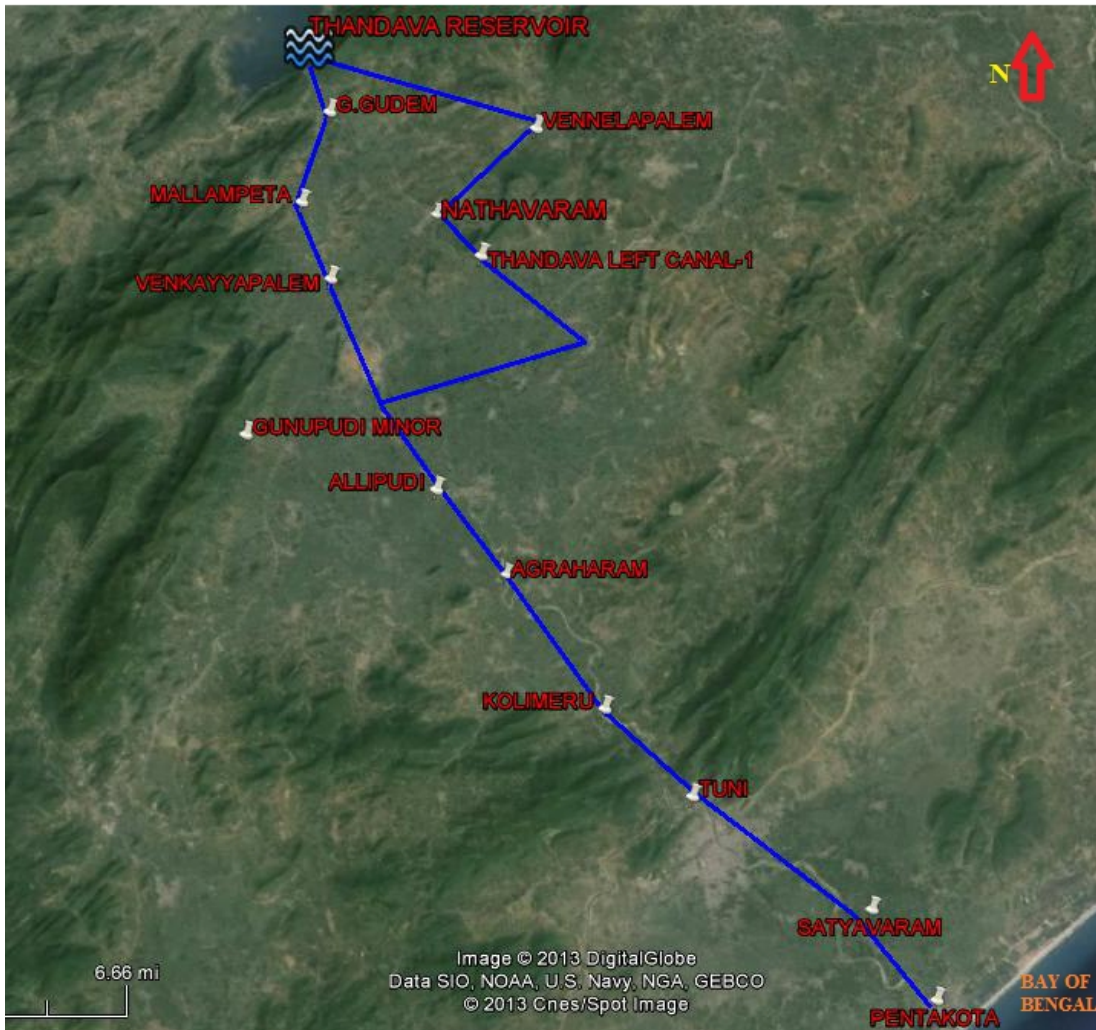 THANDAVA RESERVOIR
N
G.GUDEM
VENNELAPALEM
MALLAMPETA
NATHAVARAM
THANDAVA LEFT CANAL-1
VENKAYYAPALEM
GUNUPUDI MINOR
ALLIPUDI
AGRAHARAM
KOLIMERU
TUNI
SATYAVARAM
6.66 mi
Image © 2013 DigitalGlobe
Data SIO, NOAA, U.S. Navy, NGA, GEBCO
© 2013 Cnes/Spot Image
BAY OF
BENGAL
PENTAKOTA